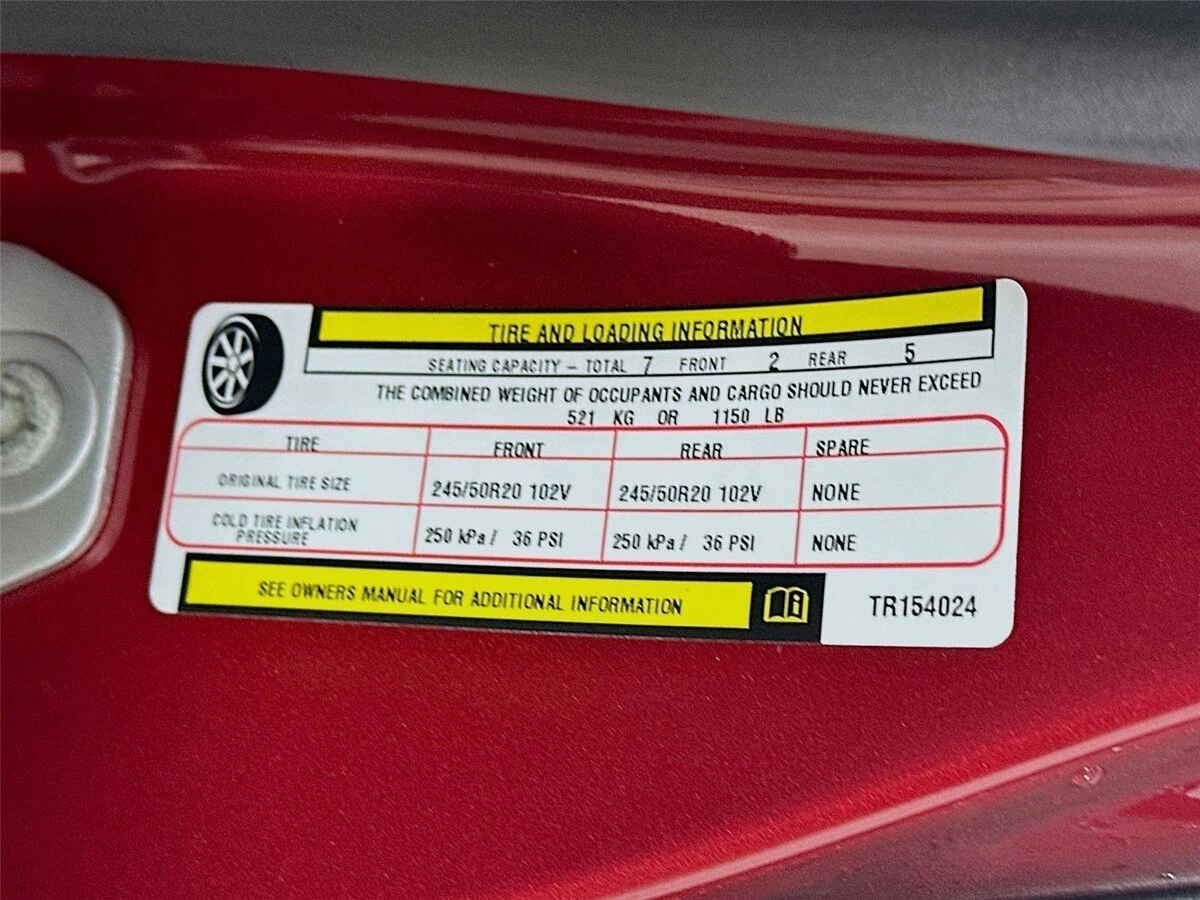 TIRE AND LOADING INFORMATION
SEATING CAPACITY – TOTAL 7 FRONT 2 REAR 5
THE COMBINED WEIGHT OF OCCUPANTS AND CARGO SHOULD NEVER EXCEED
521 KG OR 1150 LB
TIRE FRONT REAR SPARE
ORIGINAL TIRE SIZE 245/50R20 102V 245/50R20 102V NONE
COLD TIRE INFLATION
PRESSURE 250 kPa / 36 PSI 250 kPa / 36 PSI NONE
SEE OWNERS MANUAL FOR ADDITIONAL INFORMATION
TR154024